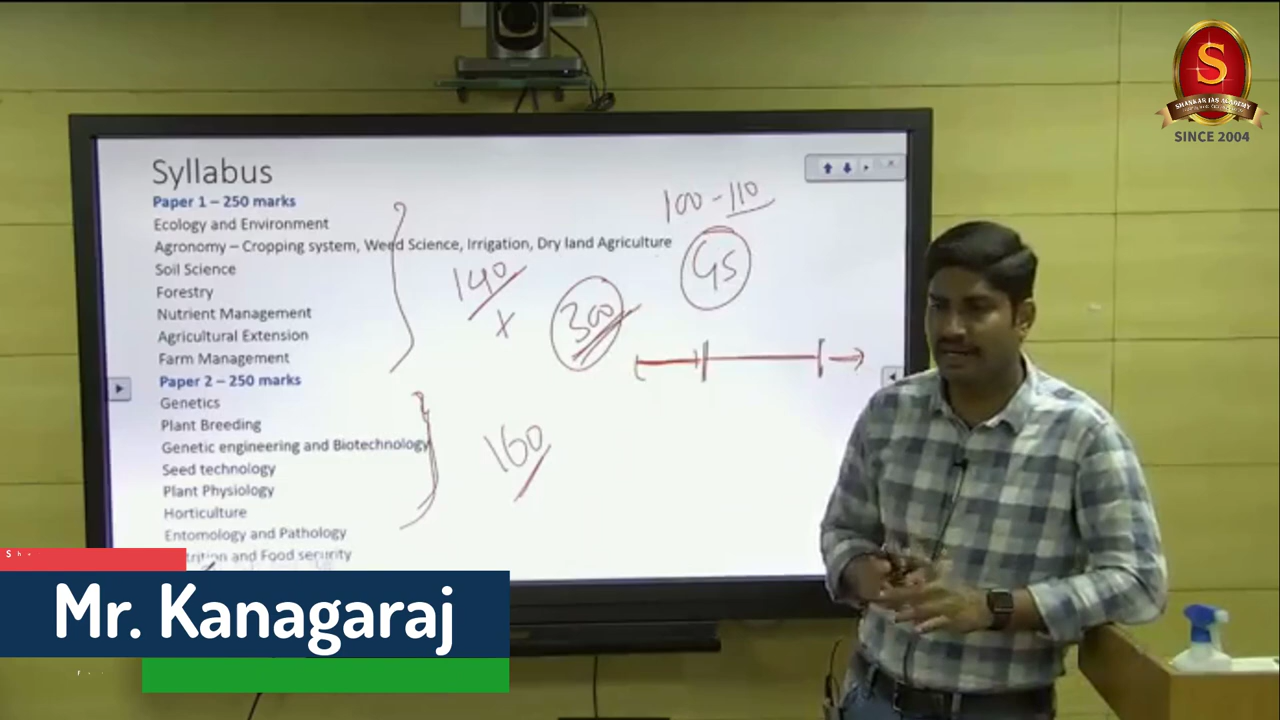 Syllabus
Paper 1 – 250 marks
Ecology and Environment
Agronomy – Cropping system, Weed Science, Irrigation, Dry land Agriculture
Soil Science
Forestry
Nutrient Management
Agricultural Extension
Farm Management
Paper 2 – 250 marks
Genetics
Plant Breeding
Genetic engineering and Biotechnology
Seed technology
Plant Physiology
Horticulture
Entomology and Pathology
and Food security
100 - 110
GS
140
300
160
S
SHANKAR IAS ACADEMY
SINCE 2004
Mr. Kanagaraj